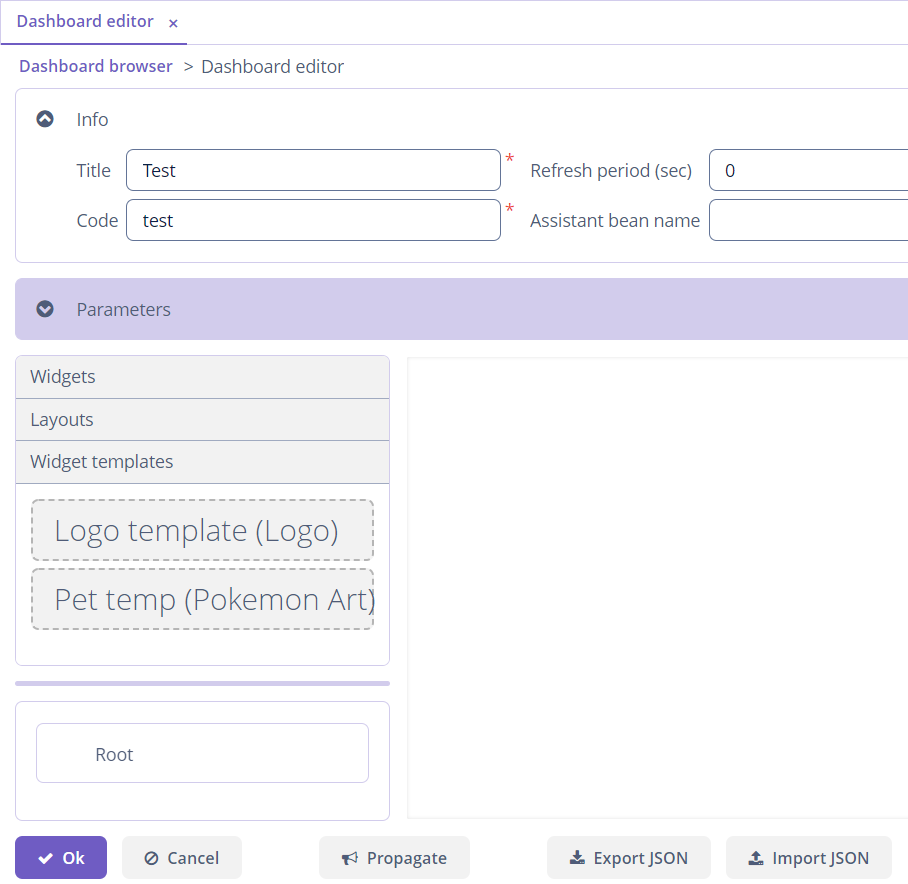 Dashboard editor ×
Dashboard browser > Dashboard editor
Info
Title Test * Refresh period (sec) 0
Code test * Assistant bean name
Parameters
Widgets
Layouts
Widget templates
Logo template (Logo)
Pet temp (Pokemon Art)
Root
Ok Cancel Propagate Export JSON Import JSON